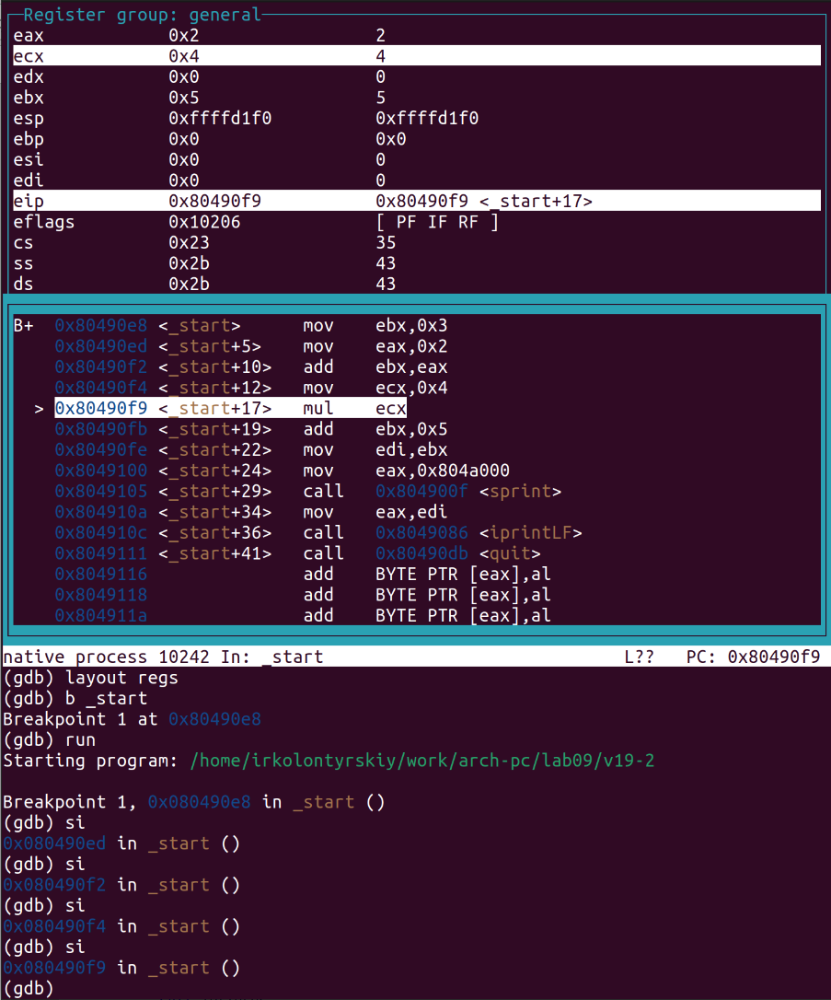 Register group: general
eax 0x2 2
ecx 0x4 4
edx 0x0 0
ebx 0x5 5
esp 0xffffd1f0 0xffffd1f0
ebp 0x0 0x0
esi 0x0 0
edi 0x0 0
eip 0x80490f9 0x80490f9 <_start+17>
eflags 0x10206 [ PF IF RF ]
cs 0x23 35
ss 0x2b 43
ds 0x2b 43
B+ 0x80490e8 <_start> mov ebx,0x3
0x80490ed <_start+5> mov eax,0x2
0x80490f2 <_start+10> add ebx,eax
0x80490f4 <_start+12> mov ecx,0x4
> 0x80490f9 <_start+17> mul ecx
0x80490fb <_start+19> add ebx,0x5
0x80490fe <_start+22> mov edi,ebx
0x8049100 <_start+24> mov eax,0x804a000
0x8049105 <_start+29> call 0x804900f <sprint>
0x804910a <_start+34> mov eax,edi
0x804910c <_start+36> call 0x8049086 <iprintLF>
0x8049111 <_start+41> call 0x80490db <quit>
0x8049116 add BYTE PTR [eax],al
0x8049118 add BYTE PTR [eax],al
0x804911a add BYTE PTR [eax],al
native process 10242 In: _start L?? PC: 0x80490f9
(gdb) layout regs
(gdb) b _start
Breakpoint 1 at 0x80490e8
(gdb) run
Starting program: /home/irkolontyrskiy/work/arch-pc/lab09/v19-2
Breakpoint 1, 0x080490e8 in _start ()
(gdb) si
0x080490ed in _start ()
(gdb) si
0x080490f2 in _start ()
(gdb) si
0x080490f4 in _start ()
(gdb) si
0x080490f9 in _start ()
(gdb)